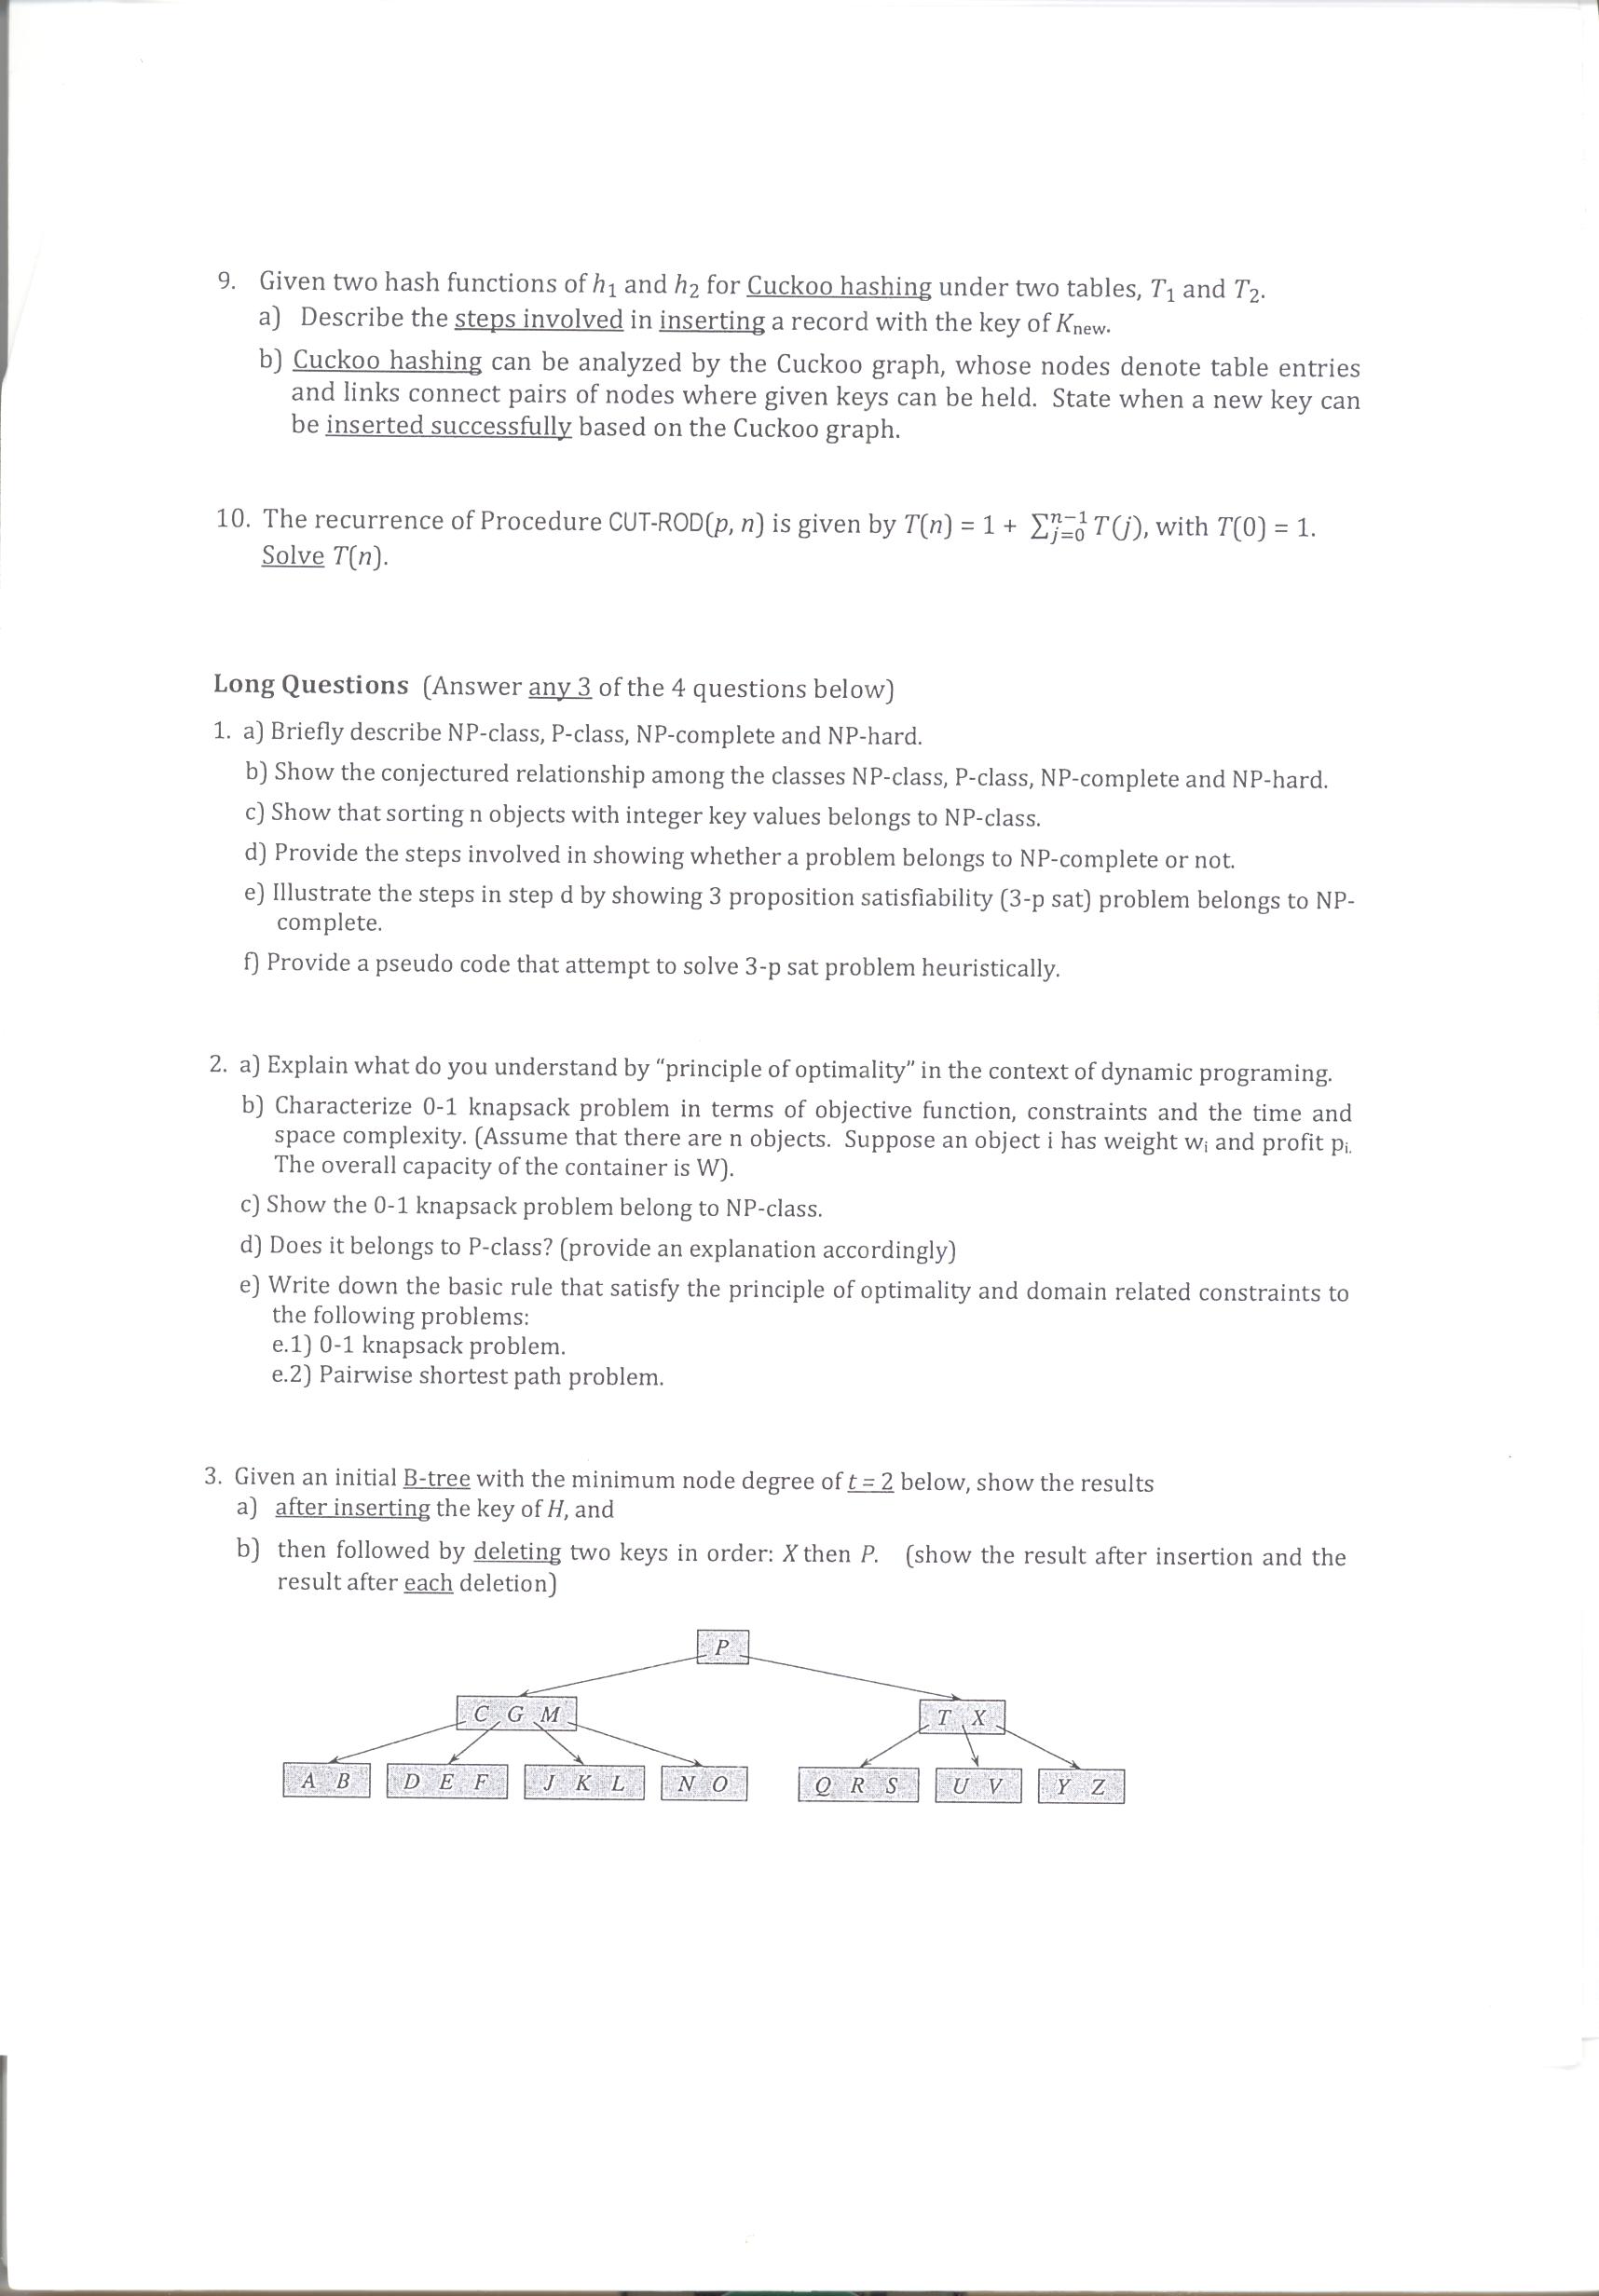 9. Given two hash functions of h₁ and h₂ for Cuckoo hashing under two tables, T₁ and T₂.
a) Describe the steps involved in inserting a record with the key of Kₙₑw.
b) Cuckoo hashing can be analyzed by the Cuckoo graph, whose nodes denote table entries
and links connect pairs of nodes where given keys can be held. State when a new key can
be inserted successfully based on the Cuckoo graph.
10. The recurrence of Procedure CUT-ROD(p, n) is given by T(n) = 1 + ∑ⁿ⁻¹ⱼ₌₀ T(j), with T(0) = 1.
Solve T(n).
Long Questions (Answer any 3 of the 4 questions below)
1. a) Briefly describe NP-class, P-class, NP-complete and NP-hard.
b) Show the conjectured relationship among the classes NP-class, P-class, NP-complete and NP-hard.
c) Show that sorting n objects with integer key values belongs to NP-class.
d) Provide the steps involved in showing whether a problem belongs to NP-complete or not.
e) Illustrate the steps in step d by showing 3 proposition satisfiability (3-p sat) problem belongs to NP-
complete.
f) Provide a pseudo code that attempt to solve 3-p sat problem heuristically.
2. a) Explain what do you understand by "principle of optimality" in the context of dynamic programing.
b) Characterize 0-1 knapsack problem in terms of objective function, constraints and the time and
space complexity. (Assume that there are n objects. Suppose an object i has weight wᵢ and profit pᵢ.
The overall capacity of the container is W).
c) Show the 0-1 knapsack problem belong to NP-class.
d) Does it belongs to P-class? (provide an explanation accordingly)
e) Write down the basic rule that satisfy the principle of optimality and domain related constraints to
the following problems:
e.1) 0-1 knapsack problem.
e.2) Pairwise shortest path problem.
3. Given an initial B-tree with the minimum node degree of t = 2 below, show the results
a) after inserting the key of H, and
b) then followed by deleting two keys in order: X then P. (show the result after insertion and the
result after each deletion)
P
C G M T X
A B D E F J K L N O Q R S U V Y Z